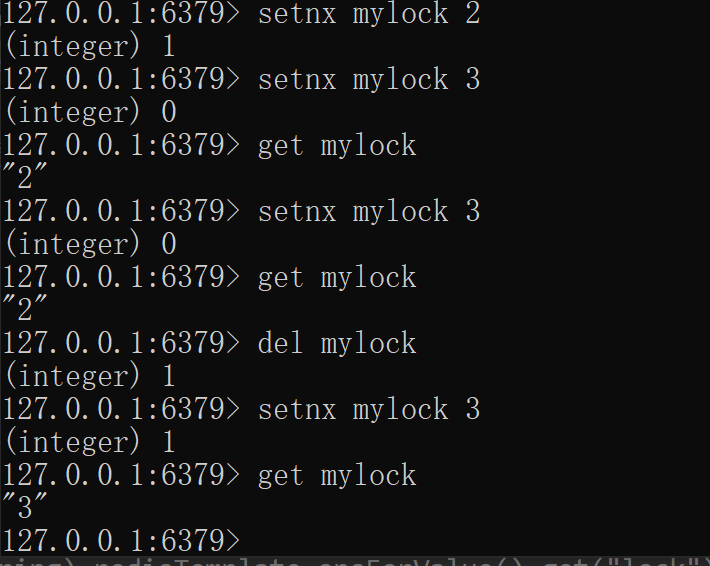 127.0.0.1:6379> setnx mylock 2
(integer) 1
127.0.0.1:6379> setnx mylock 3
(integer) 0
127.0.0.1:6379> get mylock
"2"
127.0.0.1:6379> setnx mylock 3
(integer) 0
127.0.0.1:6379> get mylock
"2"
127.0.0.1:6379> del mylock
(integer) 1
127.0.0.1:6379> setnx mylock 3
(integer) 1
127.0.0.1:6379> get mylock
"3"
127.0.0.1:6379>